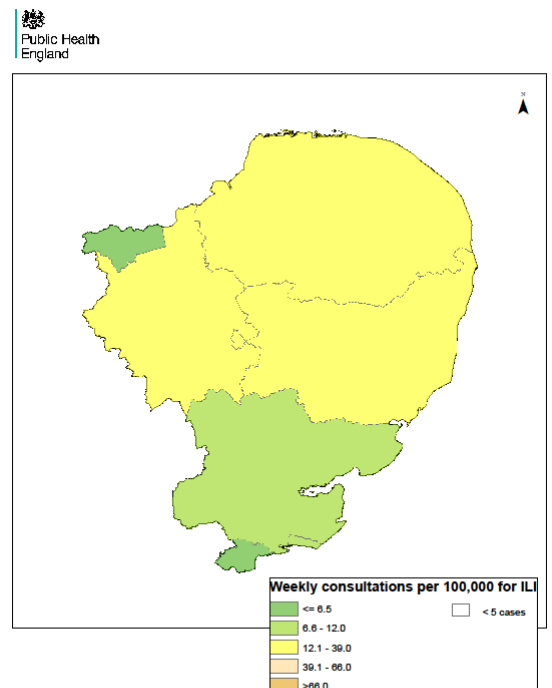 Public Health
England
N
Weekly consultations per 100,000 for ILI
<= 6.5
< 5 cases
6.6 - 12.0
12.1 - 39.0
39.1 - 66.0
>66.0